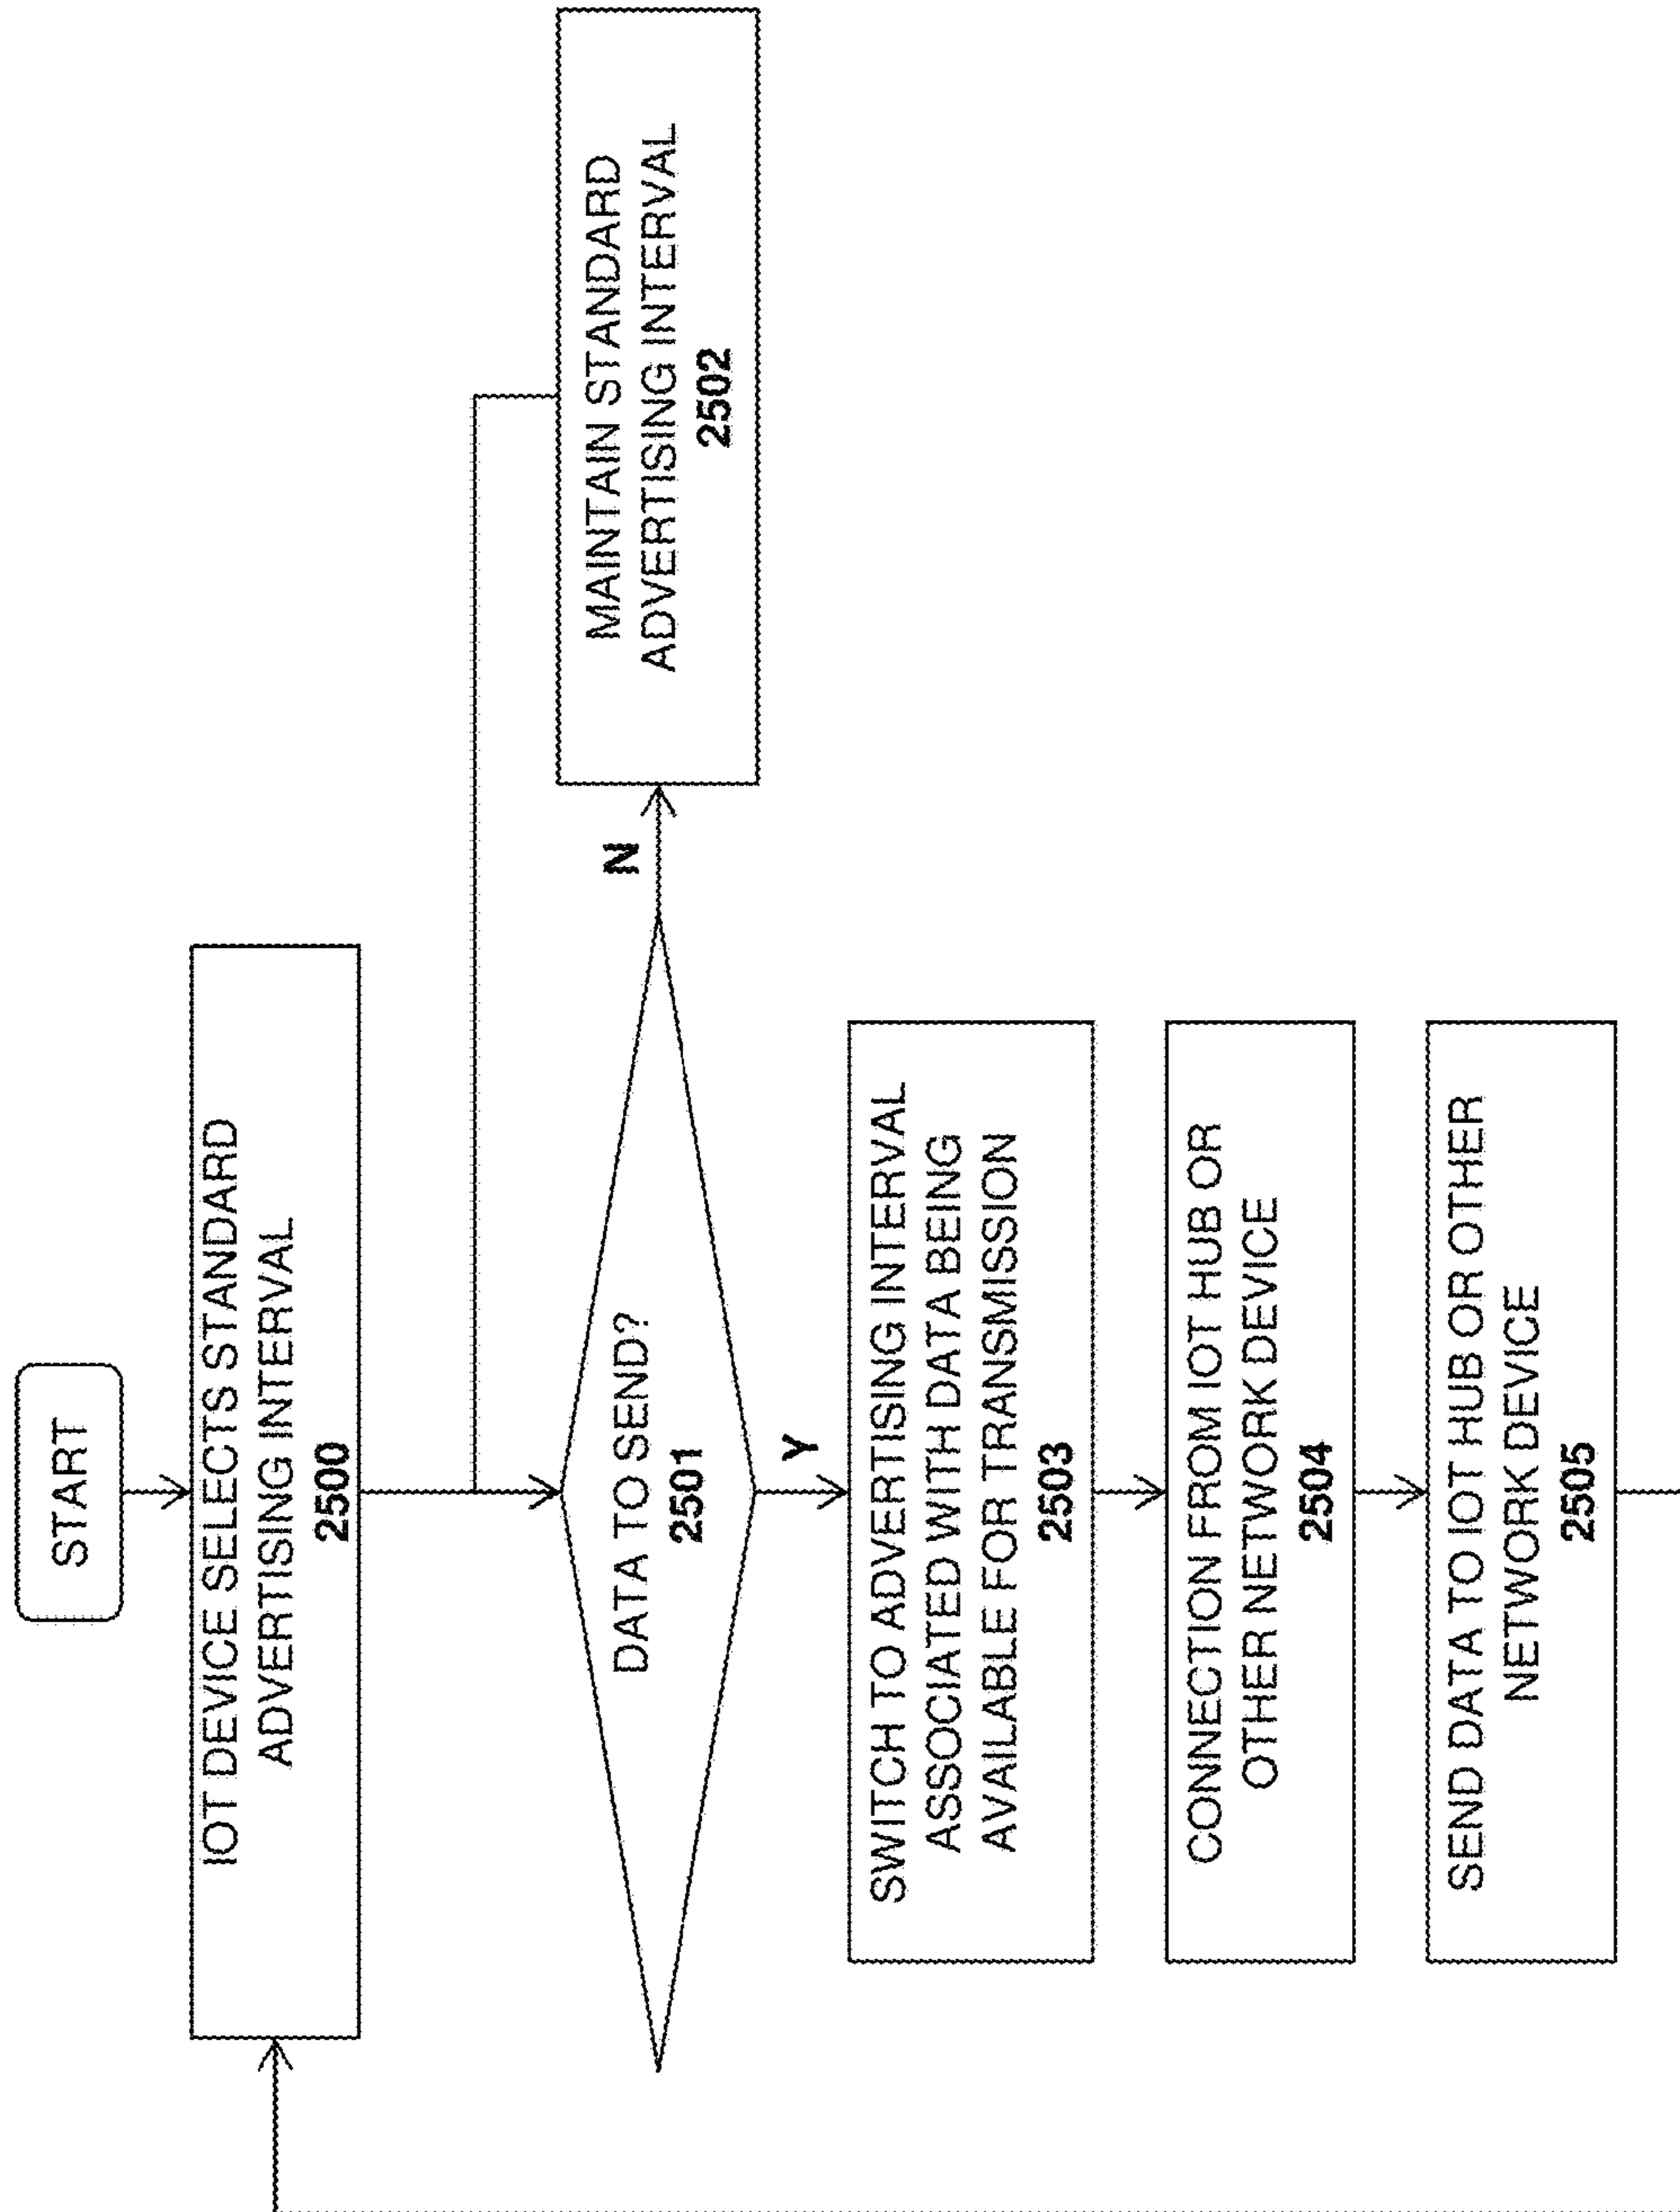 START
IOT DEVICE SELECTS STANDARD
ADVERTISING INTERVAL
2500
DATA TO SEND?
2501
N
MAINTAIN STANDARD
ADVERTISING INTERVAL
2502
Y
SWITCH TO ADVERTISING INTERVAL
ASSOCIATED WITH DATA BEING
AVAILABLE FOR TRANSMISSION
2503
CONNECTION FROM IOT HUB OR
OTHER NETWORK DEVICE
2504
SEND DATA TO IOT HUB OR OTHER
NETWORK DEVICE
2505